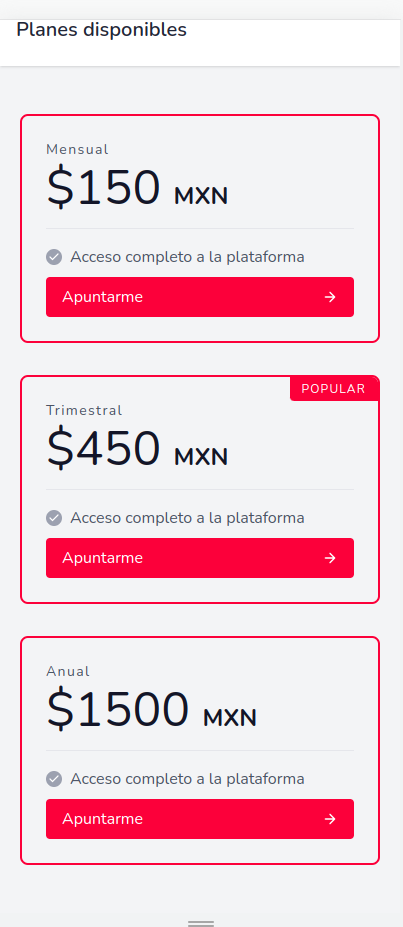 Planes disponibles
Mensual
$150 MXN
Acceso completo a la plataforma
Apuntarme
POPULAR
Trimestral
$450 MXN
Acceso completo a la plataforma
Apuntarme
Anual
$1500 MXN
Acceso completo a la plataforma
Apuntarme